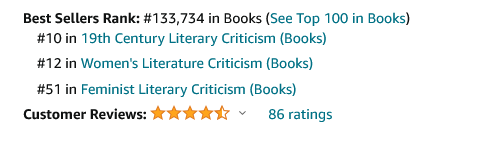 Best Sellers Rank: #133,734 in Books (See Top 100 in Books)
#10 in 19th Century Literary Criticism (Books)
#12 in Women's Literature Criticism (Books)
#51 in Feminist Literary Criticism (Books)
Customer Reviews: 86 ratings